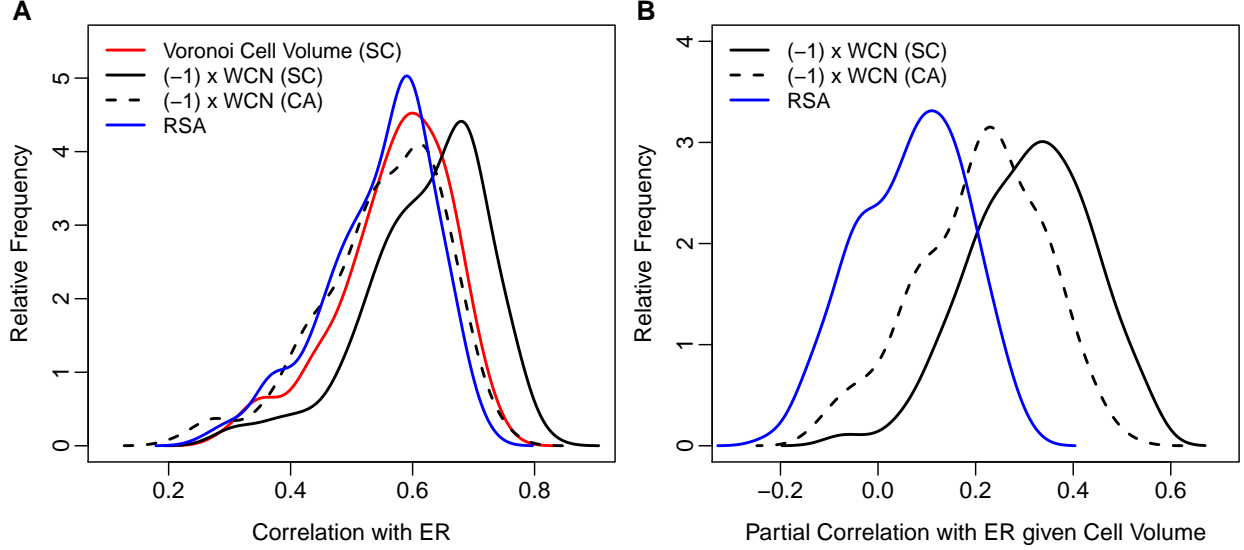 A
Voronoi Cell Volume (SC)
(−1) x WCN (SC)
(−1) x WCN (CA)
RSA
Relative Frequency
5
4
3
2
1
0
0.2 0.4 0.6 0.8
Correlation with ER
B
(−1) x WCN (SC)
(−1) x WCN (CA)
RSA
Relative Frequency
4
3
2
1
0
−0.2 0.0 0.2 0.4 0.6
Partial Correlation with ER given Cell Volume